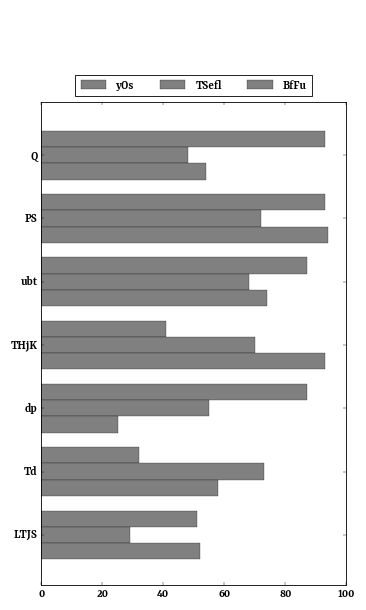 yOs TSefl BfFu
Q
PS
ubt
THjK
dp
Td
LTJS
0 20 40 60 80 100